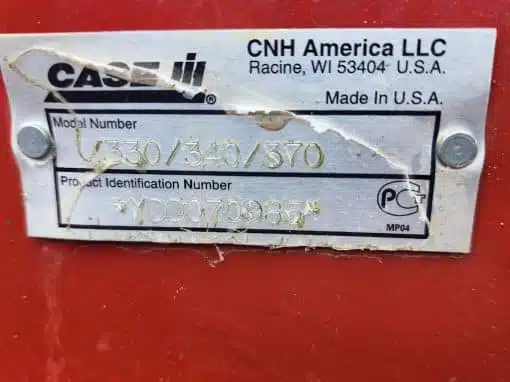 CNH America LLC
Racine, WI 53404 U.S.A.
CASE IH ®
Made in U.S.A.
Model Number
330/340/370
Product Identification Number
PCT
MP04